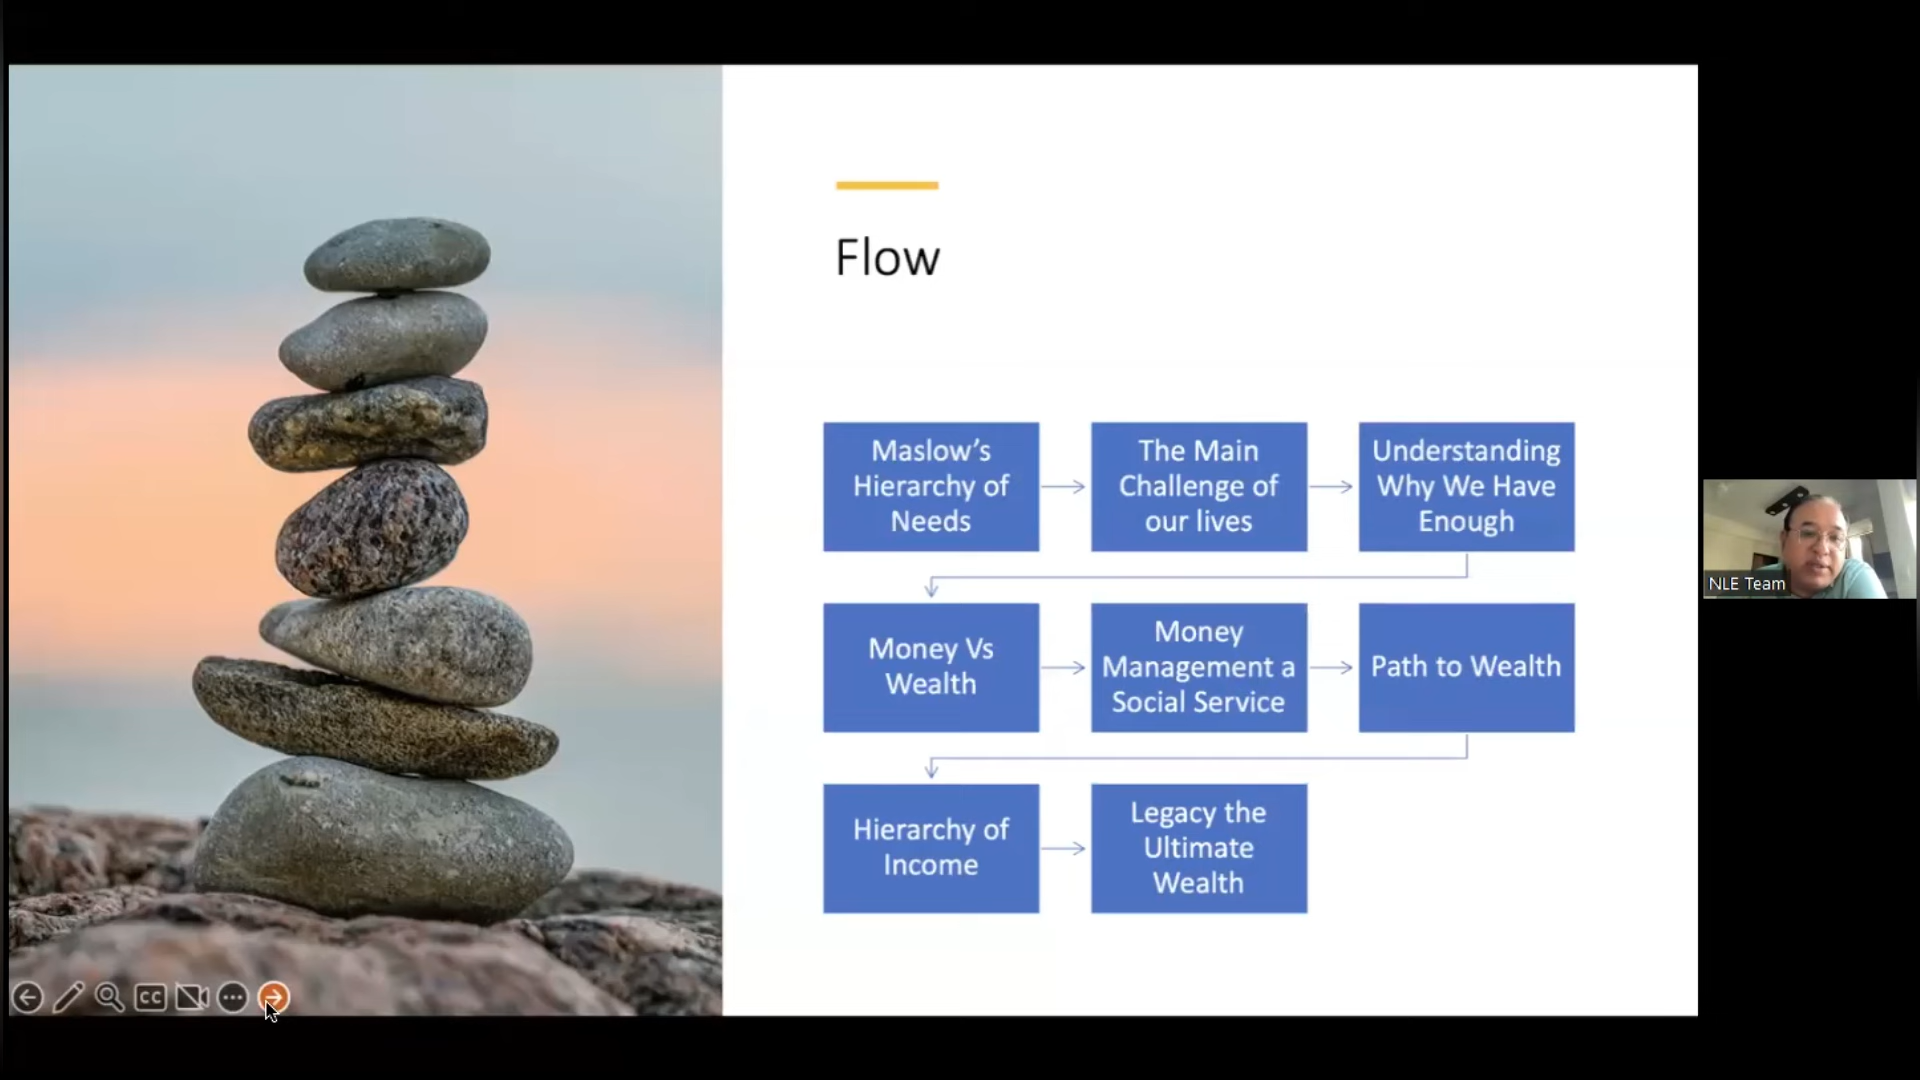 Flow
Maslow’s
Hierarchy of
Needs
The Main
Challenge of
our lives
Understanding
Why We Have
Enough
Money Vs
Wealth
Money
Management a
Social Service
Path to Wealth
Hierarchy of
Income
Legacy the
Ultimate
Wealth
NLE Team
CC